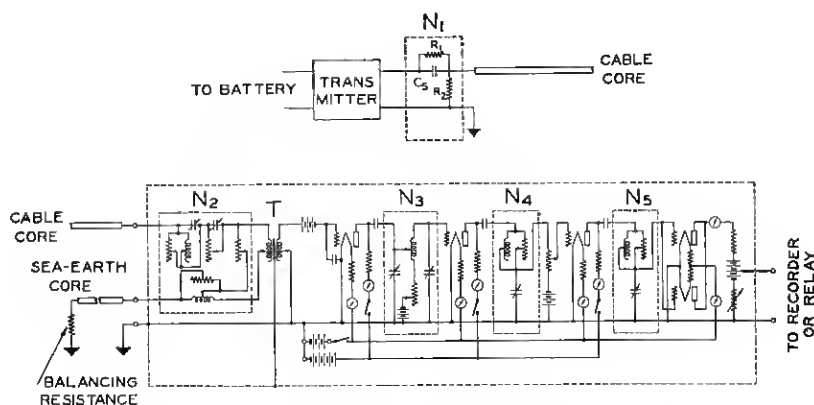 N1
R1
C5
R2
TO BATTERY
TRANS
MITTER
CABLE
CORE
N2
T
N3
N4
N5
CABLE
CORE
SEA-EARTH
CORE
BALANCING
RESISTANCE
TO RECORDER
OR RELAY